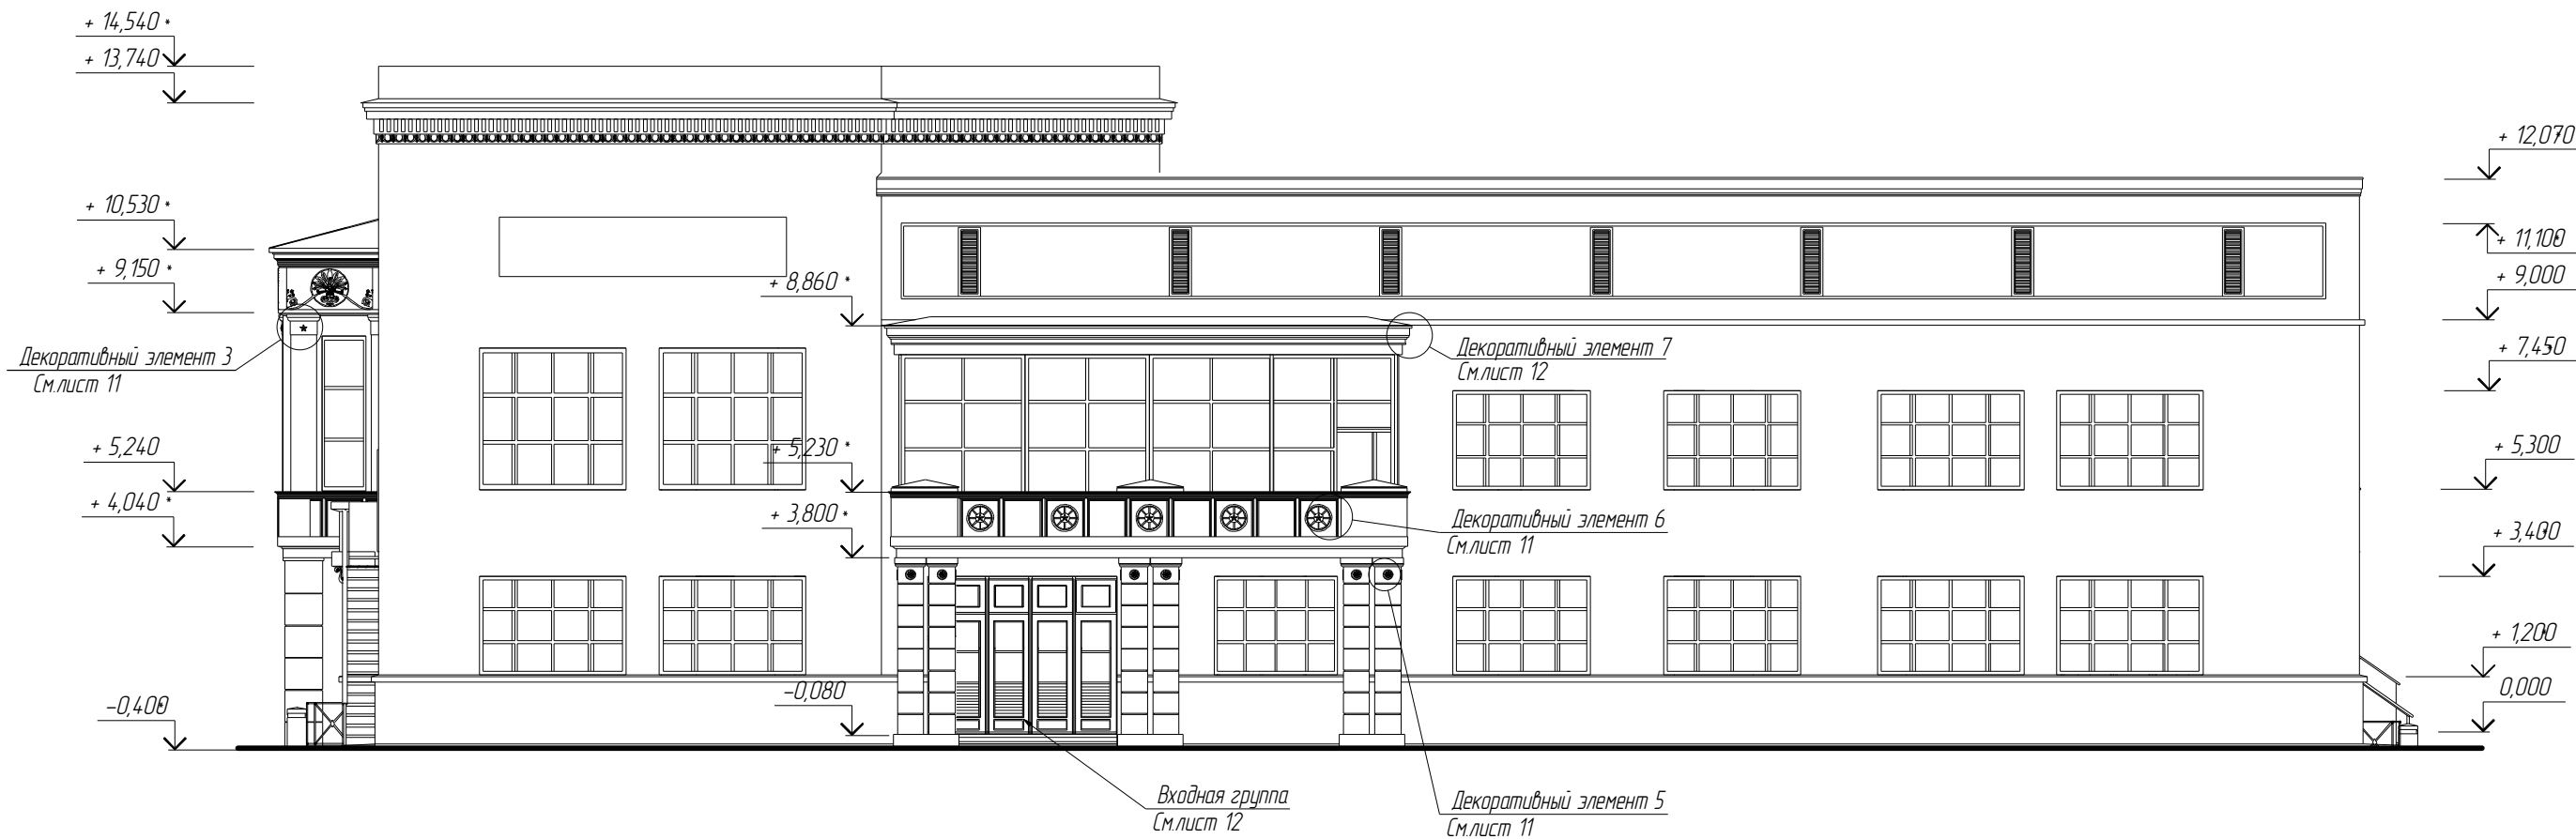 + 14,540 *
+ 13,740
+ 10,530 *
+ 9,150 *
Декоративный элемент 3
См.лист 11
+ 5,240
+ 4,040 *
-0,400
+ 8,860 *
+ 5,230 *
+ 3,800 *
-0,080
Декоративный элемент 7
См.лист 12
Декоративный элемент 6
См.лист 11
Входная группа
См.лист 12
Декоративный элемент 5
См.лист 11
+ 12,070
+ 11,100
+ 9,000
+ 7,450
+ 5,300
+ 3,400
+ 1,200
0,000